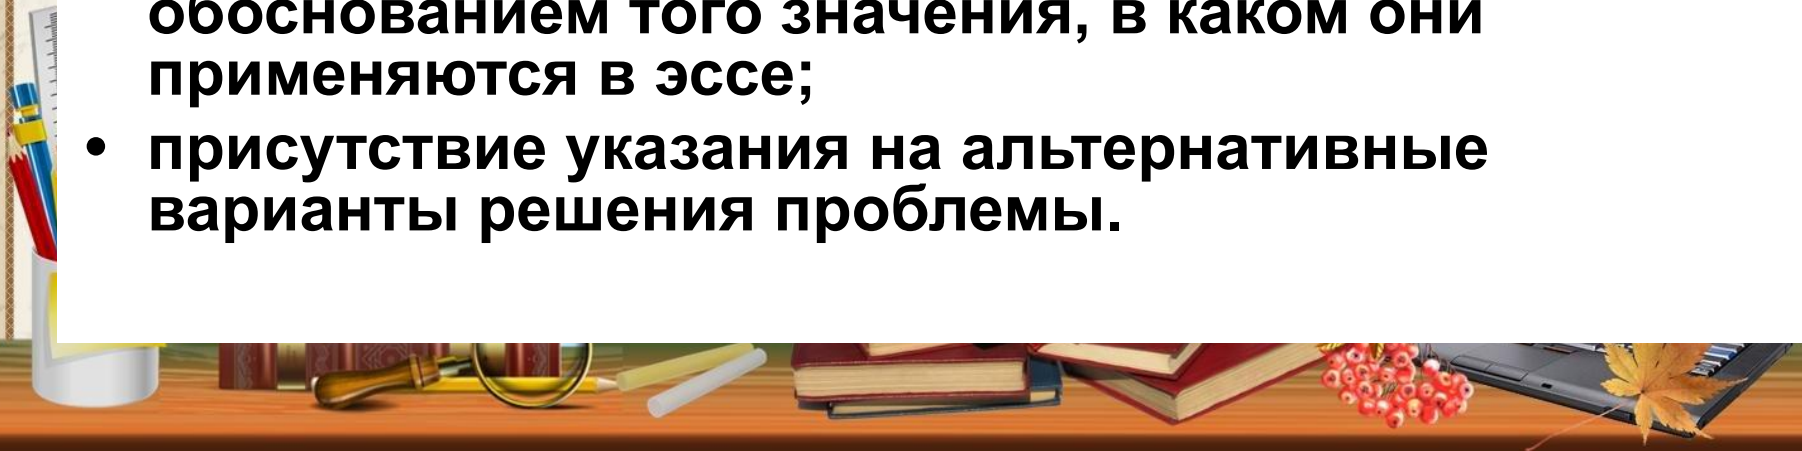 обоснованием того значения, в каком они
применяются в эссе;
• присутствие указания на альтернативные
варианты решения проблемы.